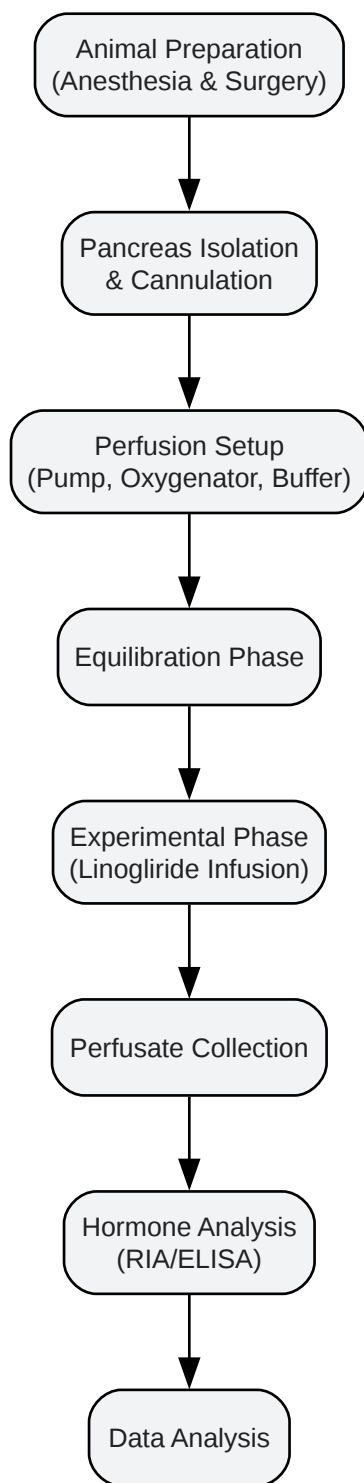 Animal Preparation
(Anesthesia & Surgery)
Pancreas Isolation
& Cannulation
Perfusion Setup
(Pump, Oxygenator, Buffer)
Equilibration Phase
Experimental Phase
(Linogliride Infusion)
Perfusate Collection
Hormone Analysis
(RIA/ELISA)
Data Analysis